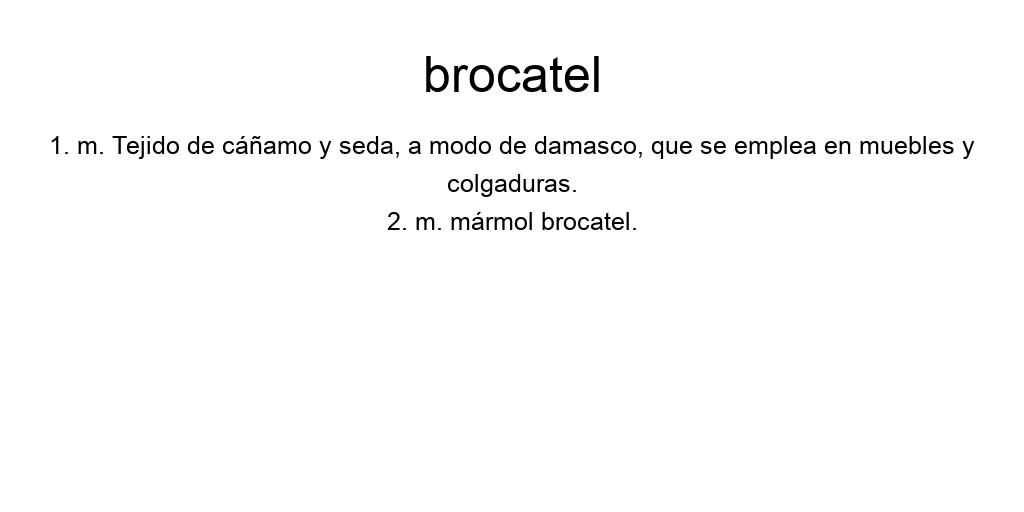 brocatel
1. m. Tejido de cáñamo y seda, a modo de damasco, que se emplea en muebles y
colgaduras.
2. m. mármol brocatel.